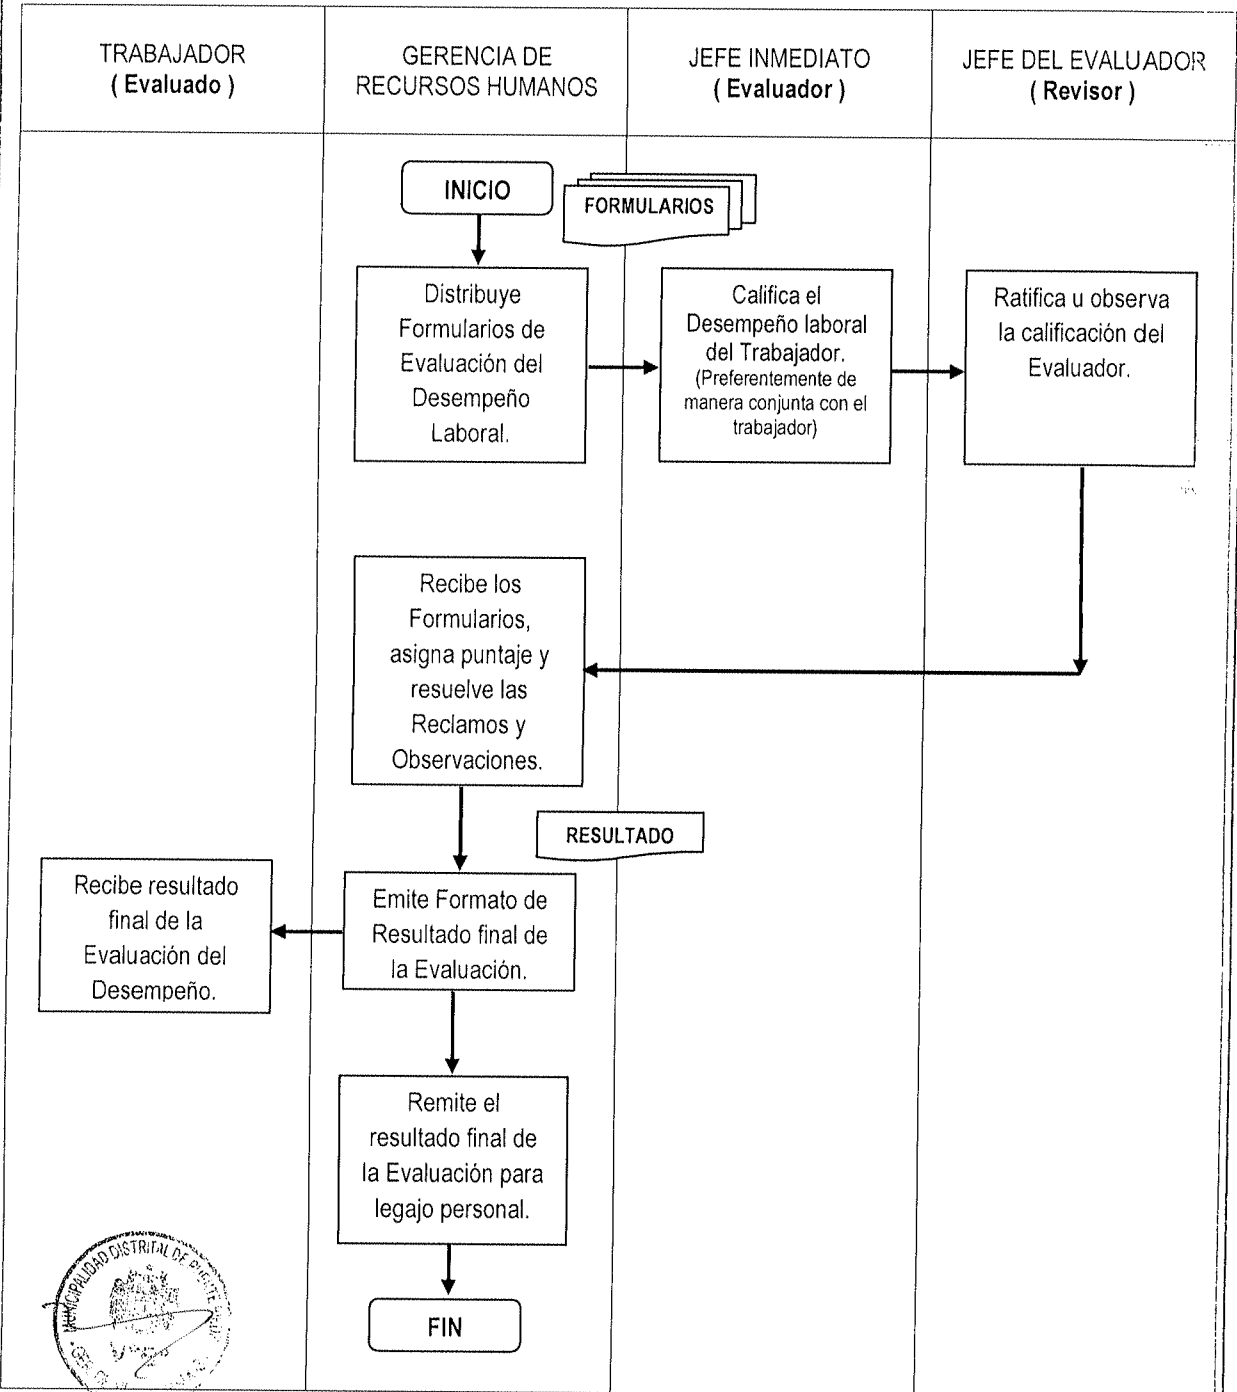 TRABAJADOR
( Evaluado )
GERENCIA DE
RECURSOS HUMANOS
JEFE INMEDIATO
( Evaluador )
JEFE DEL EVALUADOR
( Revisor )
INICIO
FORMULARIOS
Distribuye
Formularios de
Evaluación del
Desempeño
Laboral.
Califica el
Desempeño laboral
del Trabajador.
(Preferentemente de
manera conjunta con el
trabajador)
Ratifica u observa
la calificación del
Evaluador.
Recibe los
Formularios,
asigna puntaje y
resuelve las
Reclamos y
Observaciones.
RESULTADO
Recibe resultado
final de la
Evaluación del
Desempeño.
Emite Formato de
Resultado final de
la Evaluación.
Remite el
resultado final de
la Evaluación para
legajo personal.
FIN
MUNICIPALIDAD DISTRITAL DE